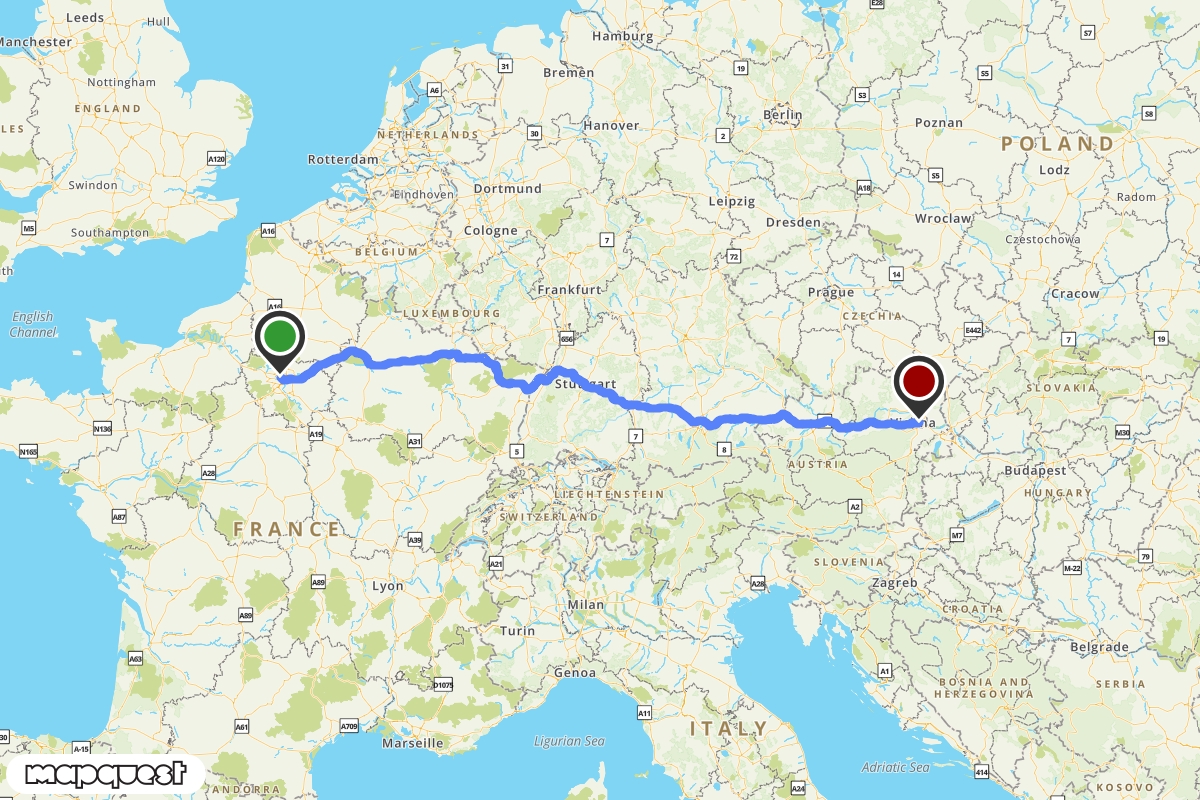 E28
Leeds
Hull
Hamburg
S7
Manchester
31
Bremen
19
S5
Nottingham
A6
S3
ENGLAND
Berlin
S8
NETHERLANDS
30
Hanover
2
Poznan
LES
POLAND
A120
Rotterdam
Lodz
Swindon
Eindhoven
Dortmund
A18
S5
Leipzig
Radom
M5
Southampton
A16
Cologne
7
Dresden
Wroclaw
Czestochowa
BELGIUM
72
th
14
Frankfurt
Prague
Cracow
A16
English
Channel
LUXEMBOURG
CZECHIA
656
E442
7
19
Stuttgart
SLOVAKIA
N136
A19
A31
7
na
M30
N165
5
8
AUSTRIA
A28
Budapest
LIECHTENSTEIN
HUNGARY
A87
SWITZERLAND
A2
FRANCE
A39
M7
A21
79
SLOVENIA
M-22
A89
Lyon
A28
Zagreb
Milan
CROATIA
A89
Turin
Belgrade
A63
Genoa
A1
D1075
BOSNIA AND
HERZEGOVINA
SERBIA
A11
A61
A709
ITALY
30
A-15
Marseille
Ligurian Sea
Adriatic Sea
414
mapquest
ANDORRA
A24
KOSOVO